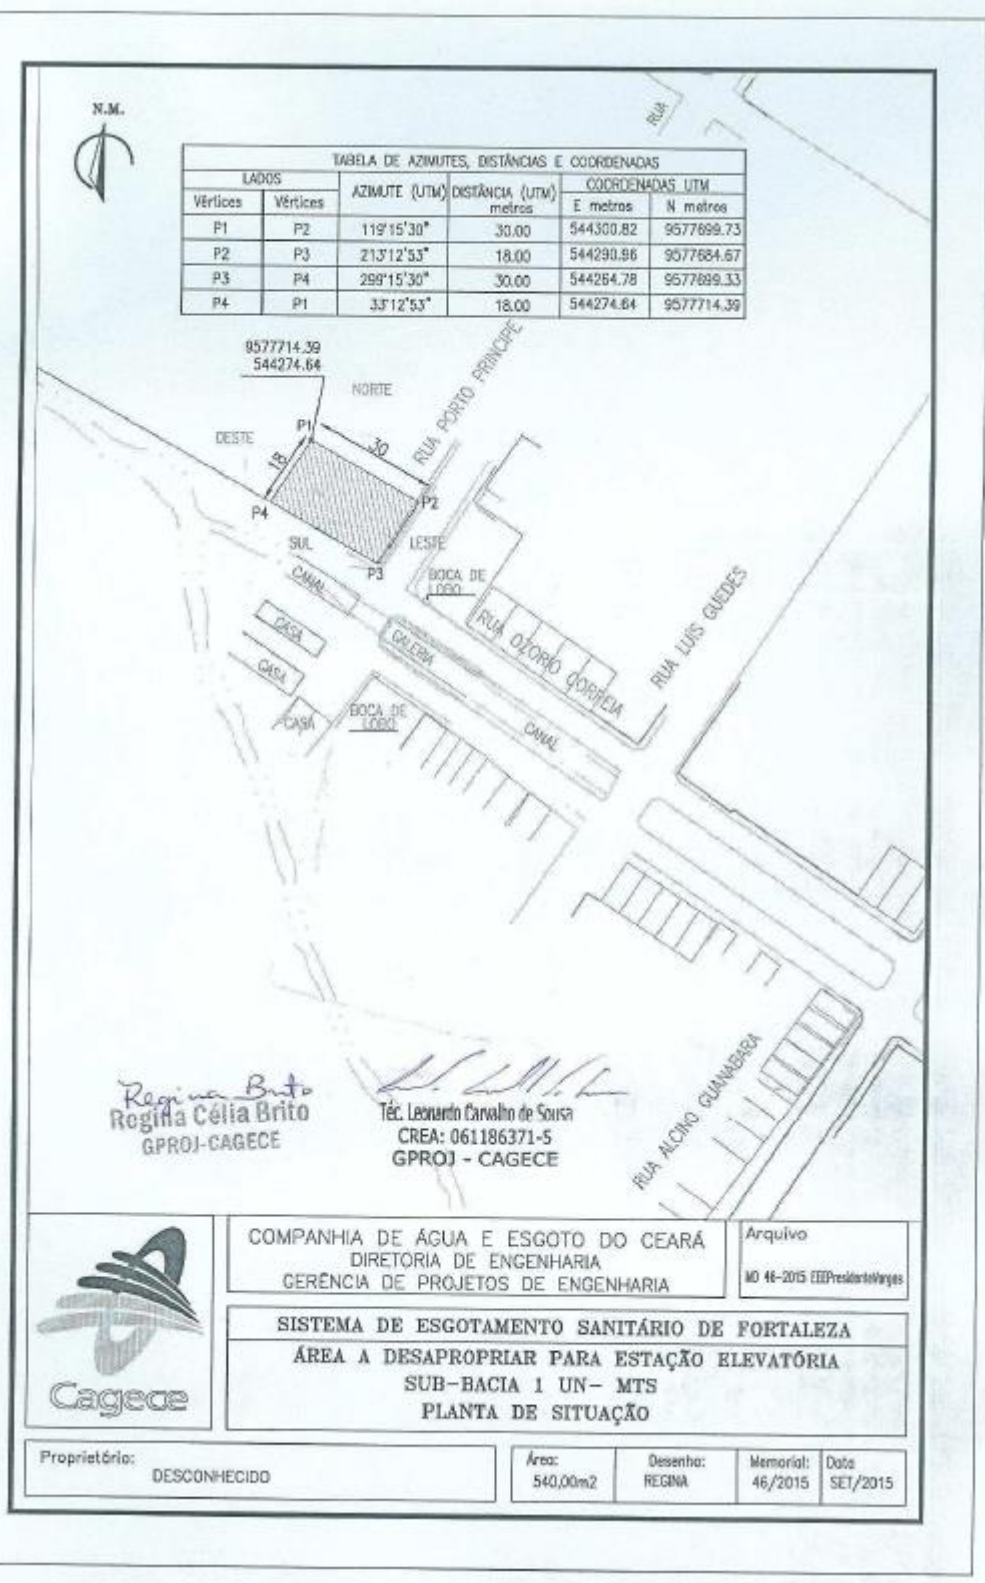 N.M.
RUA
TABELA DE AZIMUTES, DISTÂNCIAS E COORDENADAS
LADOS AZIMUTE (UTM) DISTÂNCIA (UTM) metros COORDENADAS UTM
Vértices Vértices E metros N metros
P1 P2 119°15'30" 30.00 544300.82 9577699.73
P2 P3 213°12'53" 18.00 544290.96 9577684.67
P3 P4 299°15'30" 30.00 544264.78 9577699.33
P4 P1 33°12'53" 18.00 544274.64 9577714.39
9577714.39
544274.64
NORTE
RUA PORTO PRINCIPE
P1
DESTE
30
18
P2
P4
SUL
LESTE
P3
CANAL
BOCA DE
LOBO
RUA LUIS GUEDES
CASA
RUA OZORIO CORREIA
GALERIA
CASA
CASA
BOCA DE
LOBO
CANAL
RUA ALCINO GUANABARA
Regina Brito
Regina Célia Brito
GPROJ-CAGECE
Téc. Leonardo Carvalho de Sousa
CREA: 061186371-5
GPROJ - CAGECE
COMPANHIA DE ÁGUA E ESGOTO DO CEARÁ
DIRETORIA DE ENGENHARIA
GERÊNCIA DE PROJETOS DE ENGENHARIA
Arquivo
MD 46-2015 EEEPresidenteVargas
SISTEMA DE ESGOTAMENTO SANITÁRIO DE FORTALEZA
ÁREA A DESAPROPRIAR PARA ESTAÇÃO ELEVATÓRIA
SUB-BACIA 1 UN- MTS
PLANTA DE SITUAÇÃO
Cagece
Proprietário:
DESCONHECIDO
Área:
540,00m2
Desenho:
REGINA
Memorial:
46/2015
Data
SET/2015